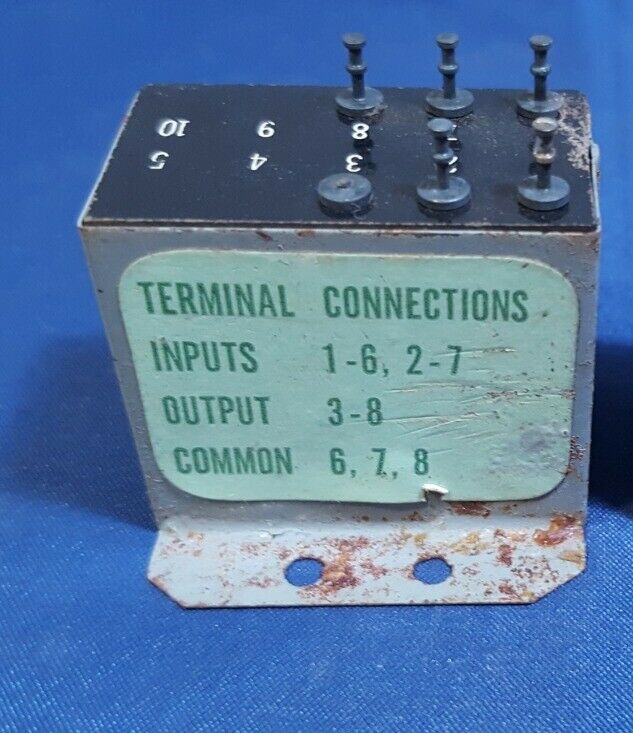 10 9 8
5 4 3
TERMINAL CONNECTIONS
INPUTS 1-6, 2-7
OUTPUT 3-8
COMMON 6, 7, 8